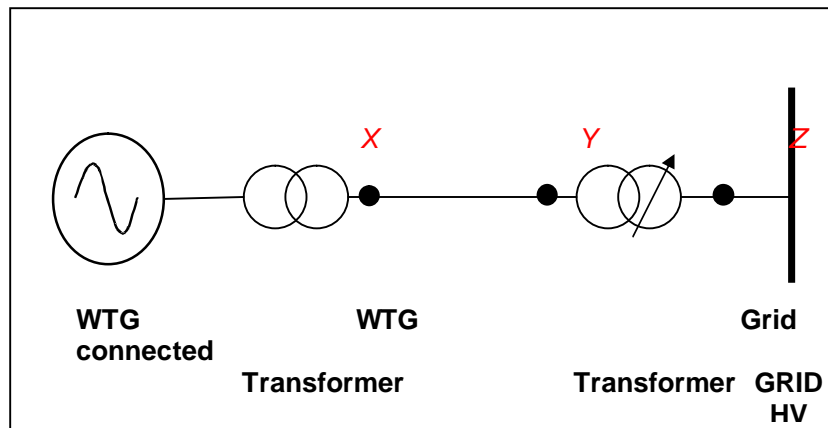 X Y Z
WTG WTG Grid
connected
Transformer Transformer GRID
HV